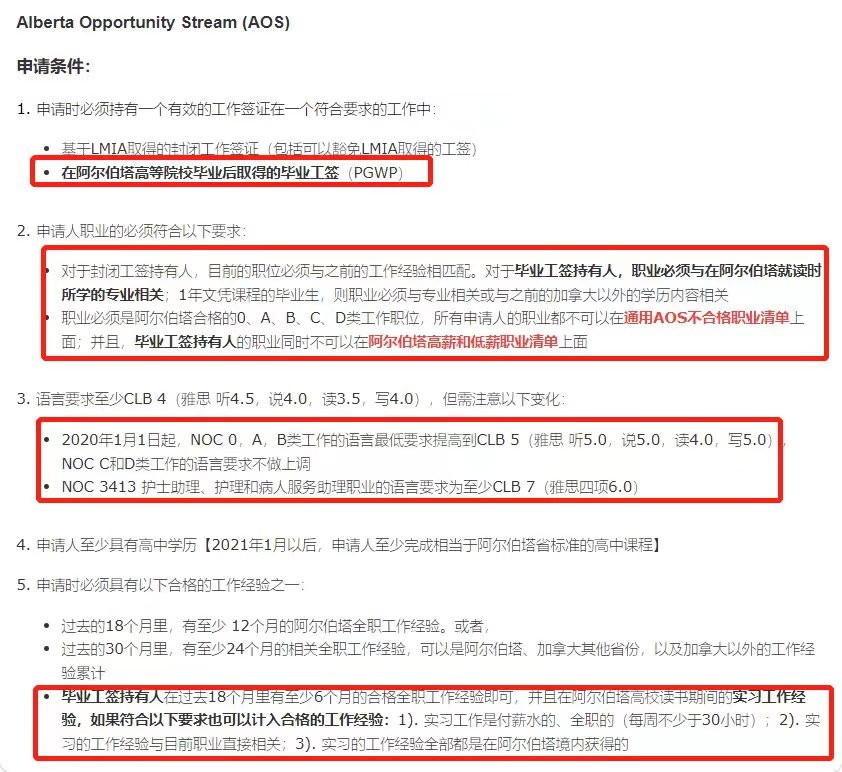 Alberta Opportunity Stream (AOS)
申请条件：
1. 申请时必须持有一个有效的工作签证在一个符合要求的工作中：
• 基于LMIA取得的封闭工作签证（包括可以豁免LMIA取得的工签）
• 在阿尔伯塔高等院校毕业后取得的毕业工签（PGWP）
2. 申请人职业的必须符合以下要求：
• 对于封闭工签持有人，目前的职位必须与之前的工作经验相匹配。对于毕业工签持有人，职业必须与在阿尔伯塔就读时
所学的专业相关；1年文凭课程的毕业生，则职业必须与专业相关或与之前的加拿大以外的学历内容相关
• 职业必须是阿尔伯塔合格的0、A、B、C、D类工作职位，所有申请人的职业都不可以在通用AOS不合格职业清单上
面；并且，毕业工签持有人的职业同时不可以在阿尔伯塔高薪和低薪职业清单上面
3. 语言要求至少CLB 4（雅思 听4.5，说4.0，读3.5，写4.0），但需注意以下变化：
• 2020年1月1日起，NOC 0，A，B类工作的语言最低要求提高到CLB 5（雅思 听5.0，说5.0，读4.0，写5.0），
NOC C和D类工作的语言要求不做上调
• NOC 3413 护士助理、护理和病人服务助理职业的语言要求为至少CLB 7（雅思四项6.0）
4. 申请人至少具有高中学历【2021年1月以后，申请人至少完成相当于阿尔伯塔省标准的高中课程】
5. 申请时必须具有以下合格的工作经验之一：
• 过去的18个月里，有至少 12个月的阿尔伯塔全职工作经验。或者，
• 过去的30个月里，有至少24个月的相关全职工作经验，可以是阿尔伯塔、加拿大其他省份，以及加拿大以外的工作经
验累计
• 毕业工签持有人在过去18个月里有至少6个月的合格全职工作经验即可，并且在阿尔伯塔高校读书期间的实习工作经
验，如果符合以下要求也可以计入合格的工作经验：1). 实习工作是付薪水的、全职的（每周不少于30小时）；2). 实
习的工作经验与目前职业直接相关；3). 实习的工作经验全部都是在阿尔伯塔境内获得的